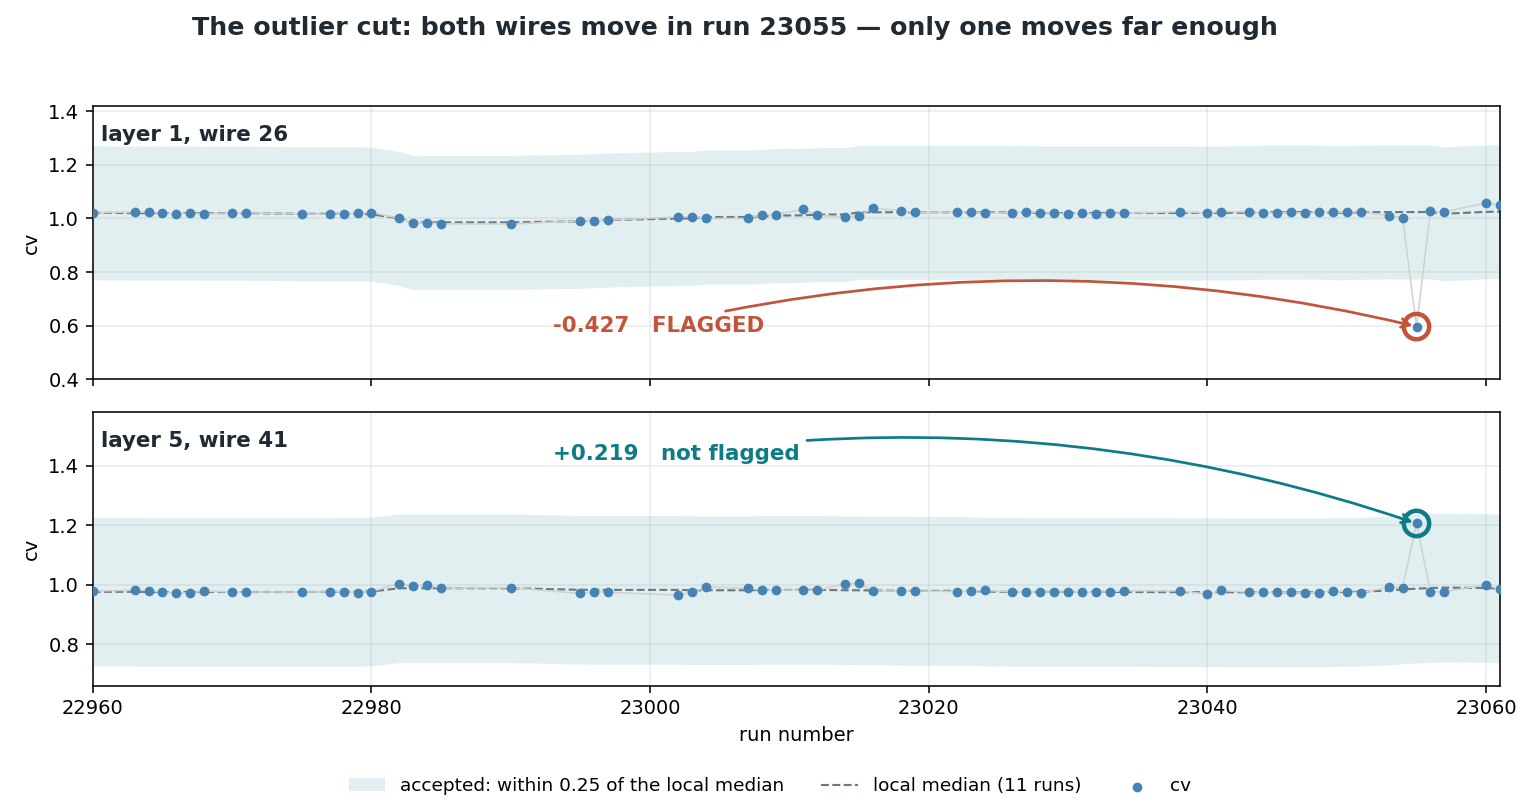 The outlier cut: both wires move in run 23055 — only one moves far enough
1.4
layer 1, wire 26
1.2
1.0
cv
0.8
-0.427 FLAGGED
0.6
0.4
layer 5, wire 41
+0.219 not flagged
1.4
1.2
cv
1.0
0.8
22960 22980 23000 23020 23040 23060
run number
accepted: within 0.25 of the local median local median (11 runs) cv